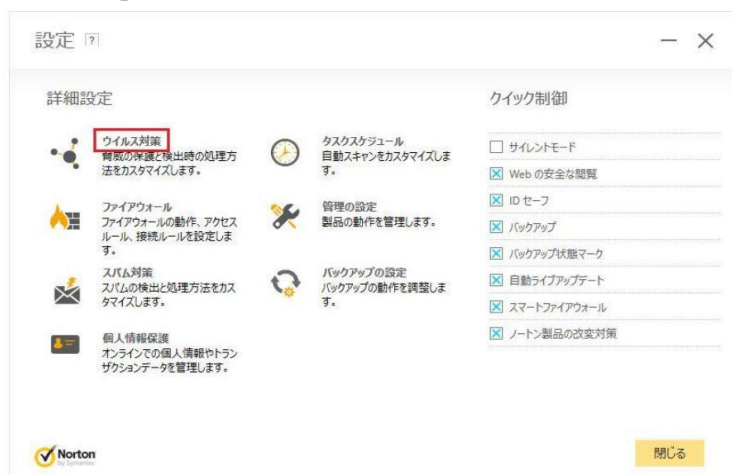 設定 ?
詳細設定
ウイルス対策
脅威の保護と検出時の処理方
法をカスタマイズします。
ファイアウォール
ファイアウォールの動作、アクセス
ルール、接続ルールを設定しま
す。
スパム対策
スパムの検出と処理方法をカス
タマイズします。
個人情報保護
オンラインでの個人情報やトラン
ザクションデータを管理します。
タスクスケジュール
自動スキャンをカスタマイズしま
す。
管理の設定
製品の動作を管理します。
バックアップの設定
バックアップの動作を調整しま
す。
クイック制御
サイレントモード
Web の安全な閲覧
ID セーフ
バックアップ
バックアップ状態マーク
自動ライブアップデート
スマートファイアウォール
ノートン製品の改変対策
Norton
by Symantec
閉じる